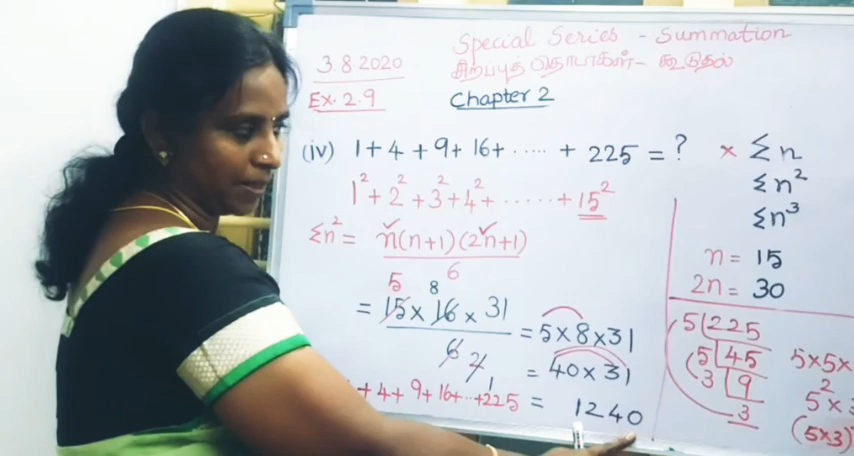 3.8.2020
Special Series - Summation
சிறப்புத் தொடர்கள் - கூடுதல்
Ex. 2.9
Chapter 2
(iv) 1 + 4 + 9 + 16 + ..... + 225 = ?
1² + 2² + 3² + 4² + ...... + 15²
Σn² = n(n+1)(2n+1)
6
5 8
= 15 × 16 × 31 = 5 × 8 × 31
6 2 1
= 40 × 31
+ 4 + 9 + 16 + ... + 225 = 1240
× Σn
Σn²
Σn³
n = 15
2n = 30
5 225
5 45
3 9
3
5×5×
5² ×
(5×3)